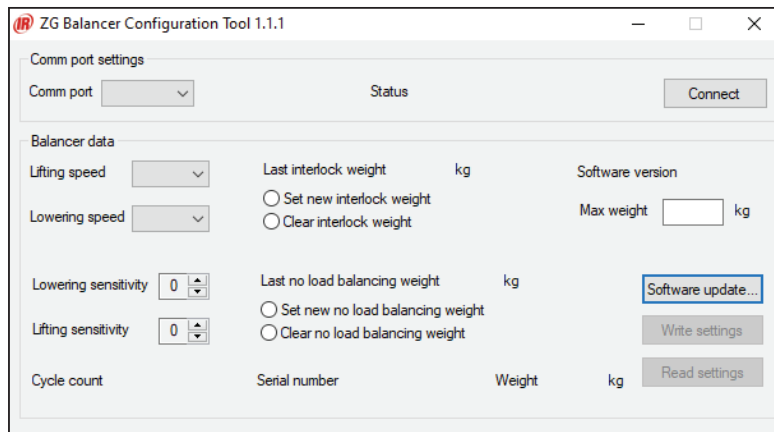 IR ZG Balancer Configuration Tool 1.1.1
Comm port settings
Comm port Status Connect
Balancer data
Lifting speed Last interlock weight kg Software version
Set new interlock weight
Lowering speed Clear interlock weight Max weight kg
Lowering sensitivity 0 Last no load balancing weight kg Software update...
Set new no load balancing weight
Lifting sensitivity 0 Clear no load balancing weight Write settings
Cycle count Serial number Weight kg Read settings